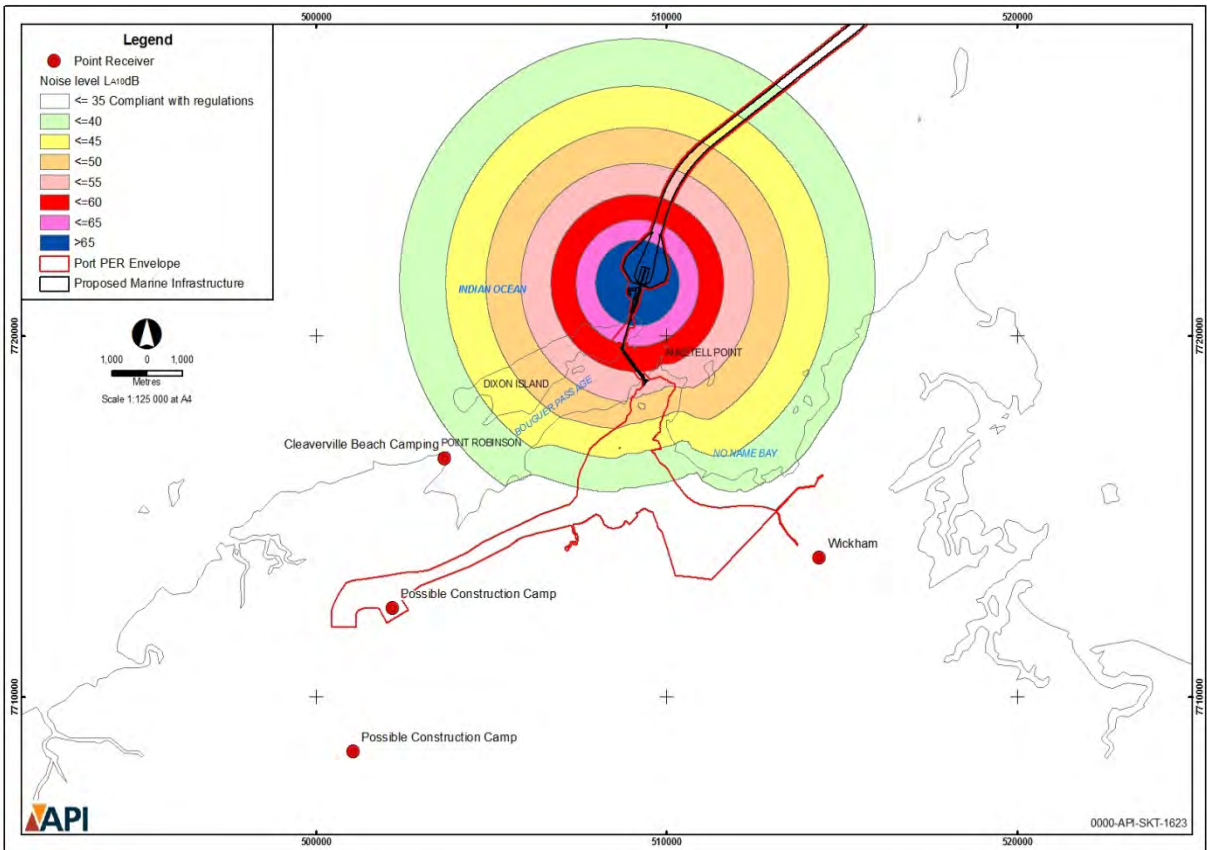 500000
510000
520000
Legend
Point Receiver
Noise level LA10dB
<= 35 Compliant with regulations
<=40
<=45
<=50
<=55
<=60
<=65
>65
Port PER Envelope
Proposed Marine Infrastructure
INDIAN OCEAN
7720000
7720000
1,000 0 1,000
Metres
Scale 1:125 000 at A4
POINT
DIXON ISLAND
BOUGUER PASSAGE
Cleaverville Beach Camping
POINT ROBINSON
NO NAME BAY
Wickham
Possible Construction Camp
7710000
7710000
Possible Construction Camp
API
0000-API-SKT-1623
500000
510000
520000